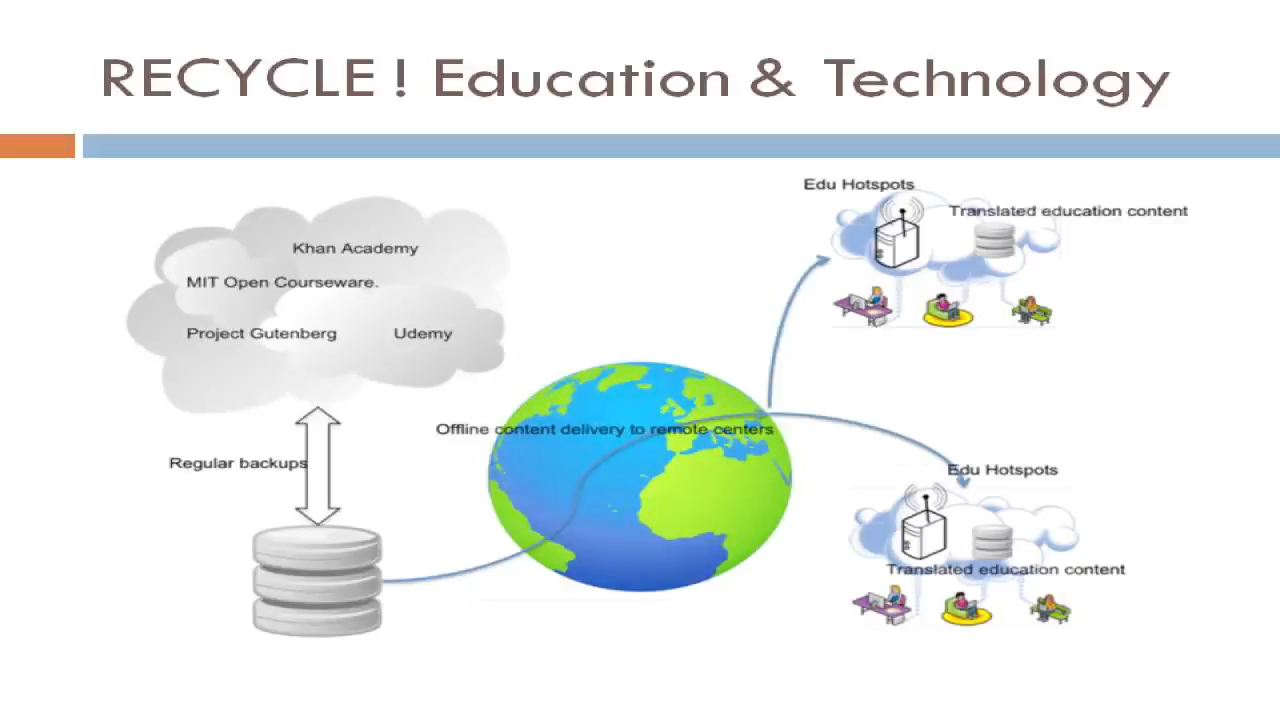 RECYCLE ! Education & Technology
Khan Academy
MIT Open Courseware.
Project Gutenberg
Udemy
Regular backups
Offline content delivery to remote centers
Edu Hotspots
Translated education content
Edu Hotspots
Translated education content